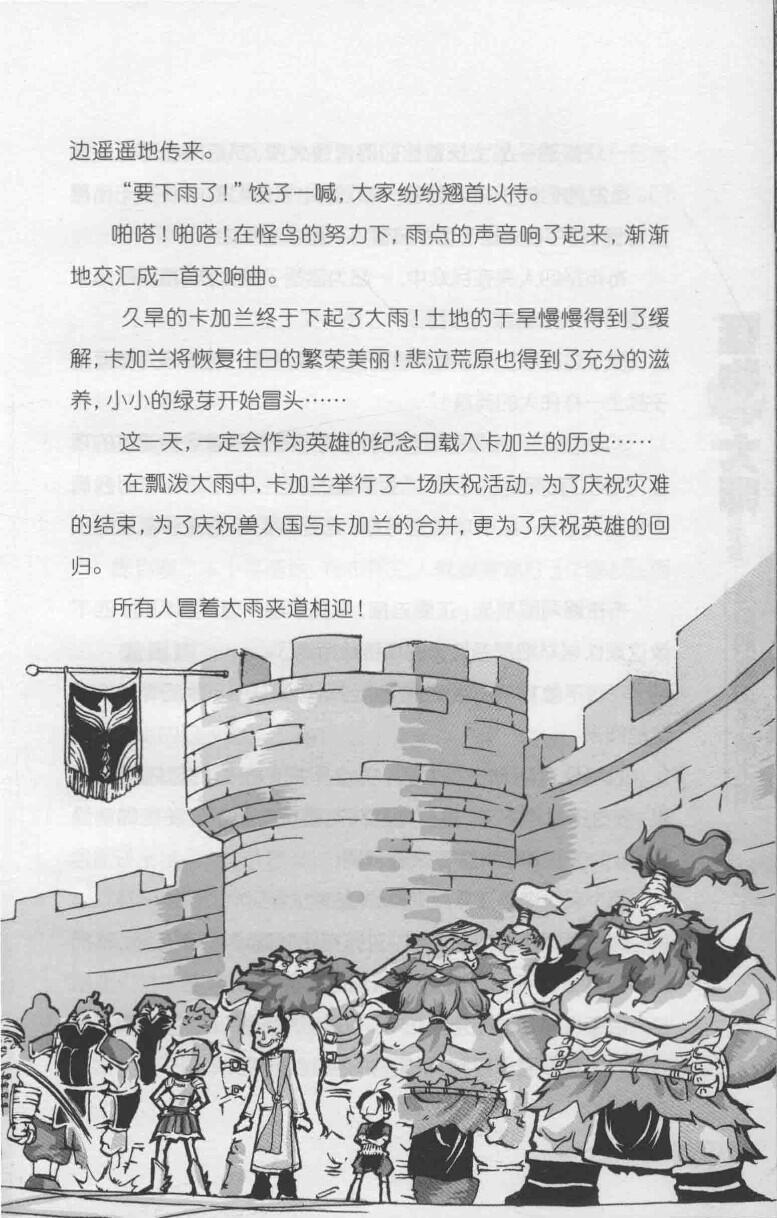 边遥遥地传来。
“要下雨了！”饺子一喊，大家纷纷翘首以待。
啪嗒！啪嗒！在怪鸟的努力下，雨点的声音响了起来，渐渐
地交汇成一首交响曲。
久旱的卡加兰终于下起了大雨！土地的干旱慢慢得到了缓
解，卡加兰将恢复往日的繁荣美丽！悲泣荒原也得到了充分的滋
养，小小的绿芽开始冒头……
这一天，一定会作为英雄的纪念日载入卡加兰的历史……
在瓢泼大雨中，卡加兰举行了一场庆祝活动，为了庆祝灾难
的结束，为了庆祝兽人国与卡加兰的合并，更为了庆祝英雄的回
归。
所有人冒着大雨夹道相迎！